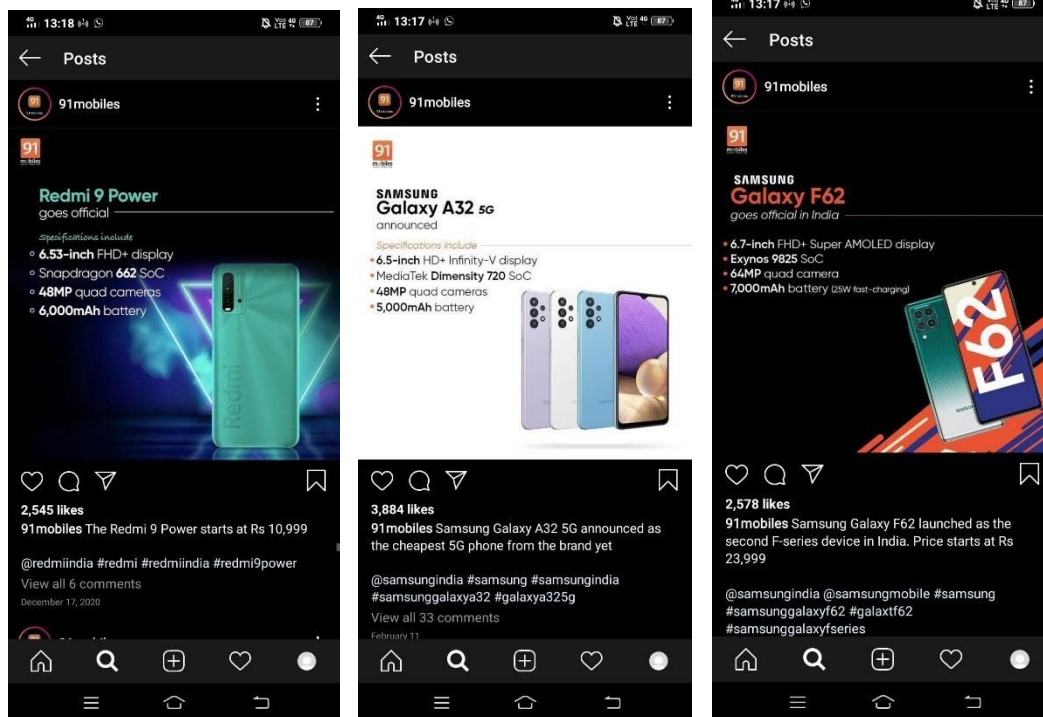 13:18
87
Posts
91mobiles
91
mobiles
Redmi 9 Power
goes official
Specifications include
6.53-inch FHD+ display
Snapdragon 662 SoC
48MP quad cameras
6,000mAh battery
Redmi
2,545 likes
91mobiles The Redmi 9 Power starts at Rs 10,999
@redmiindia #redmi #redmiindia #redmi9power
View all 6 comments
December 17, 2020
13:17
87
Posts
91mobiles
91
mobiles
SAMSUNG
Galaxy A32 5G
announced
Specifications include
6.5-inch HD+ Infinity-V display
MediaTek Dimensity 720 SoC
48MP quad cameras
5,000mAh battery
3,884 likes
91mobiles Samsung Galaxy A32 5G announced as
the cheapest 5G phone from the brand yet
@samsungindia #samsung #samsungindia
#samsunggalaxya32 #galaxya325g
View all 33 comments
February 11
13:17
87
Posts
91mobiles
91
mobiles
SAMSUNG
Galaxy F62
goes official in India
6.7-inch FHD+ Super AMOLED display
Exynos 9825 SoC
64MP quad camera
7,000mAh battery (25W fast-charging)
F62
SAMSUNG
2,578 likes
91mobiles Samsung Galaxy F62 launched as the
second F-series device in India. Price starts at Rs
23,999
@samsungindia @samsungmobile #samsung
#samsunggalaxyf62 #galaxtf62
#samsunggalaxyfseries